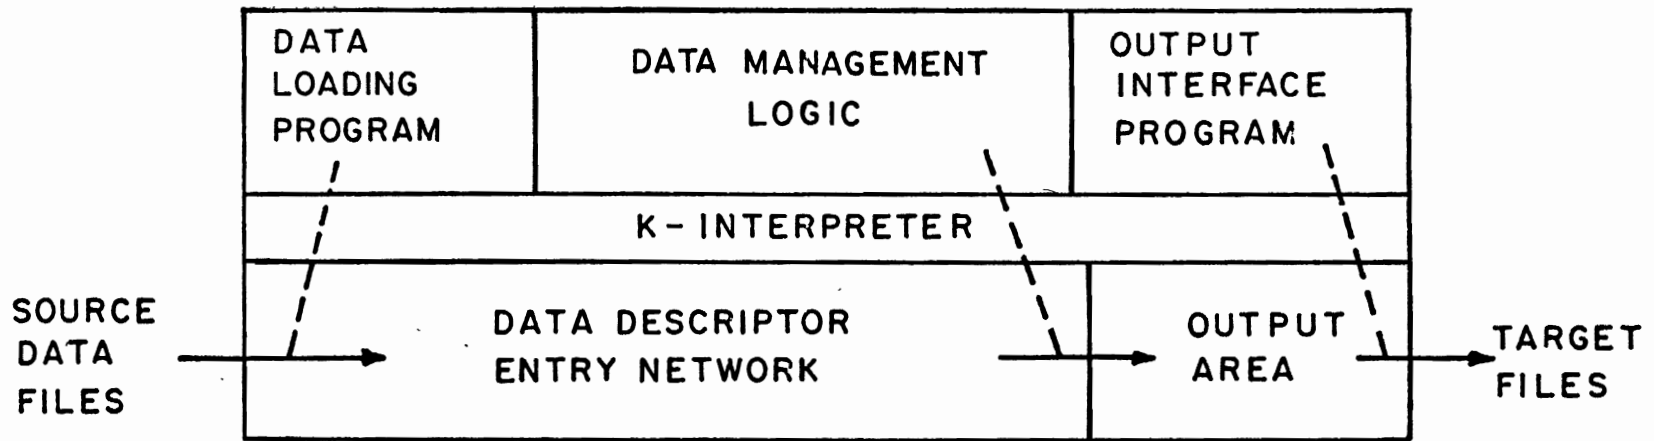 DATA
LOADING
PROGRAM
DATA MANAGEMENT
LOGIC
OUTPUT
INTERFACE
PROGRAM
K-INTERPRETER
SOURCE
DATA
FILES
DATA DESCRIPTOR
ENTRY NETWORK
OUTPUT
AREA
TARGET
FILES